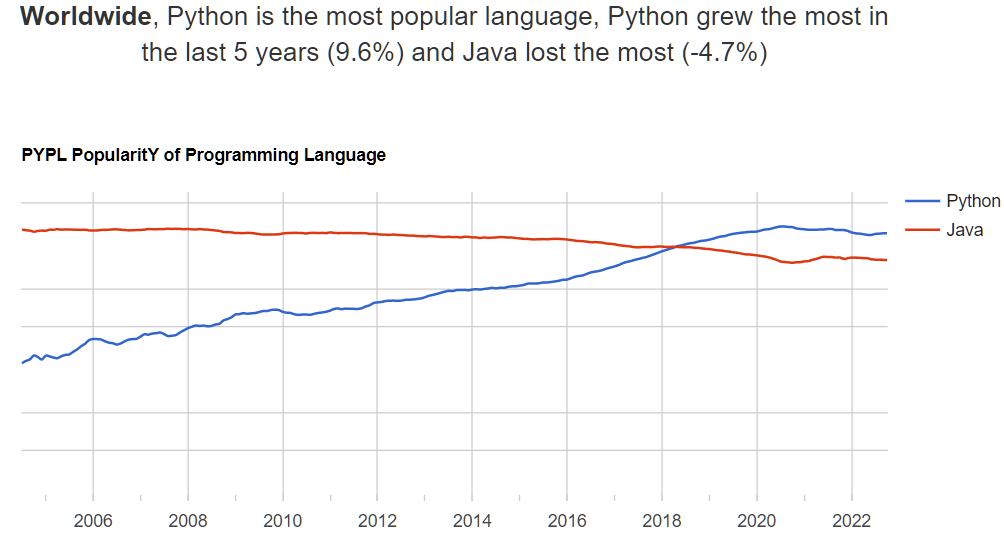 Worldwide, Python is the most popular language, Python grew the most in
the last 5 years (9.6%) and Java lost the most (-4.7%)
PYPL PopularitY of Programming Language
Python
Java
2006 2008 2010 2012 2014 2016 2018 2020 2022